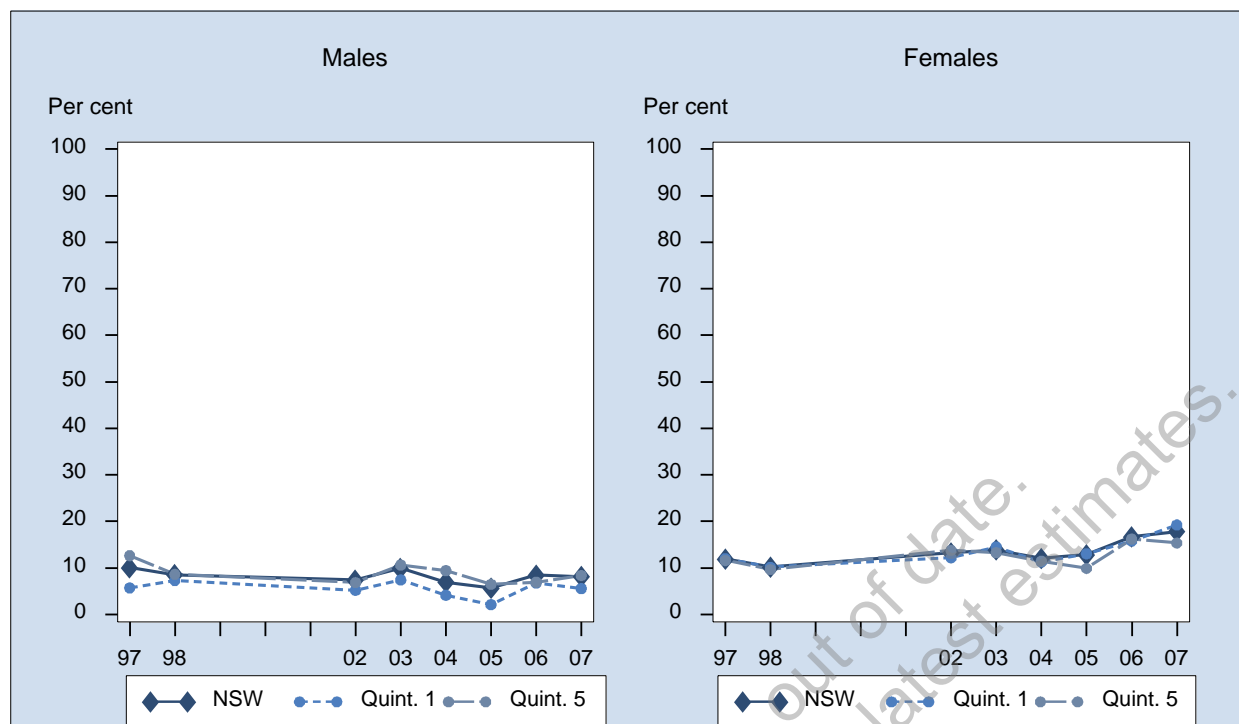 Males
Per cent
100
90
80
70
60
50
40
30
20
10
0
97 98 02 03 04 05 06 07
NSW Quint. 1 Quint. 5
Females
Per cent
100
90
80
70
60
50
40
30
20
10
0
97 98 02 03 04 05 06 07
NSW Quint. 1 Quint. 5
out of date.
latest estimates.